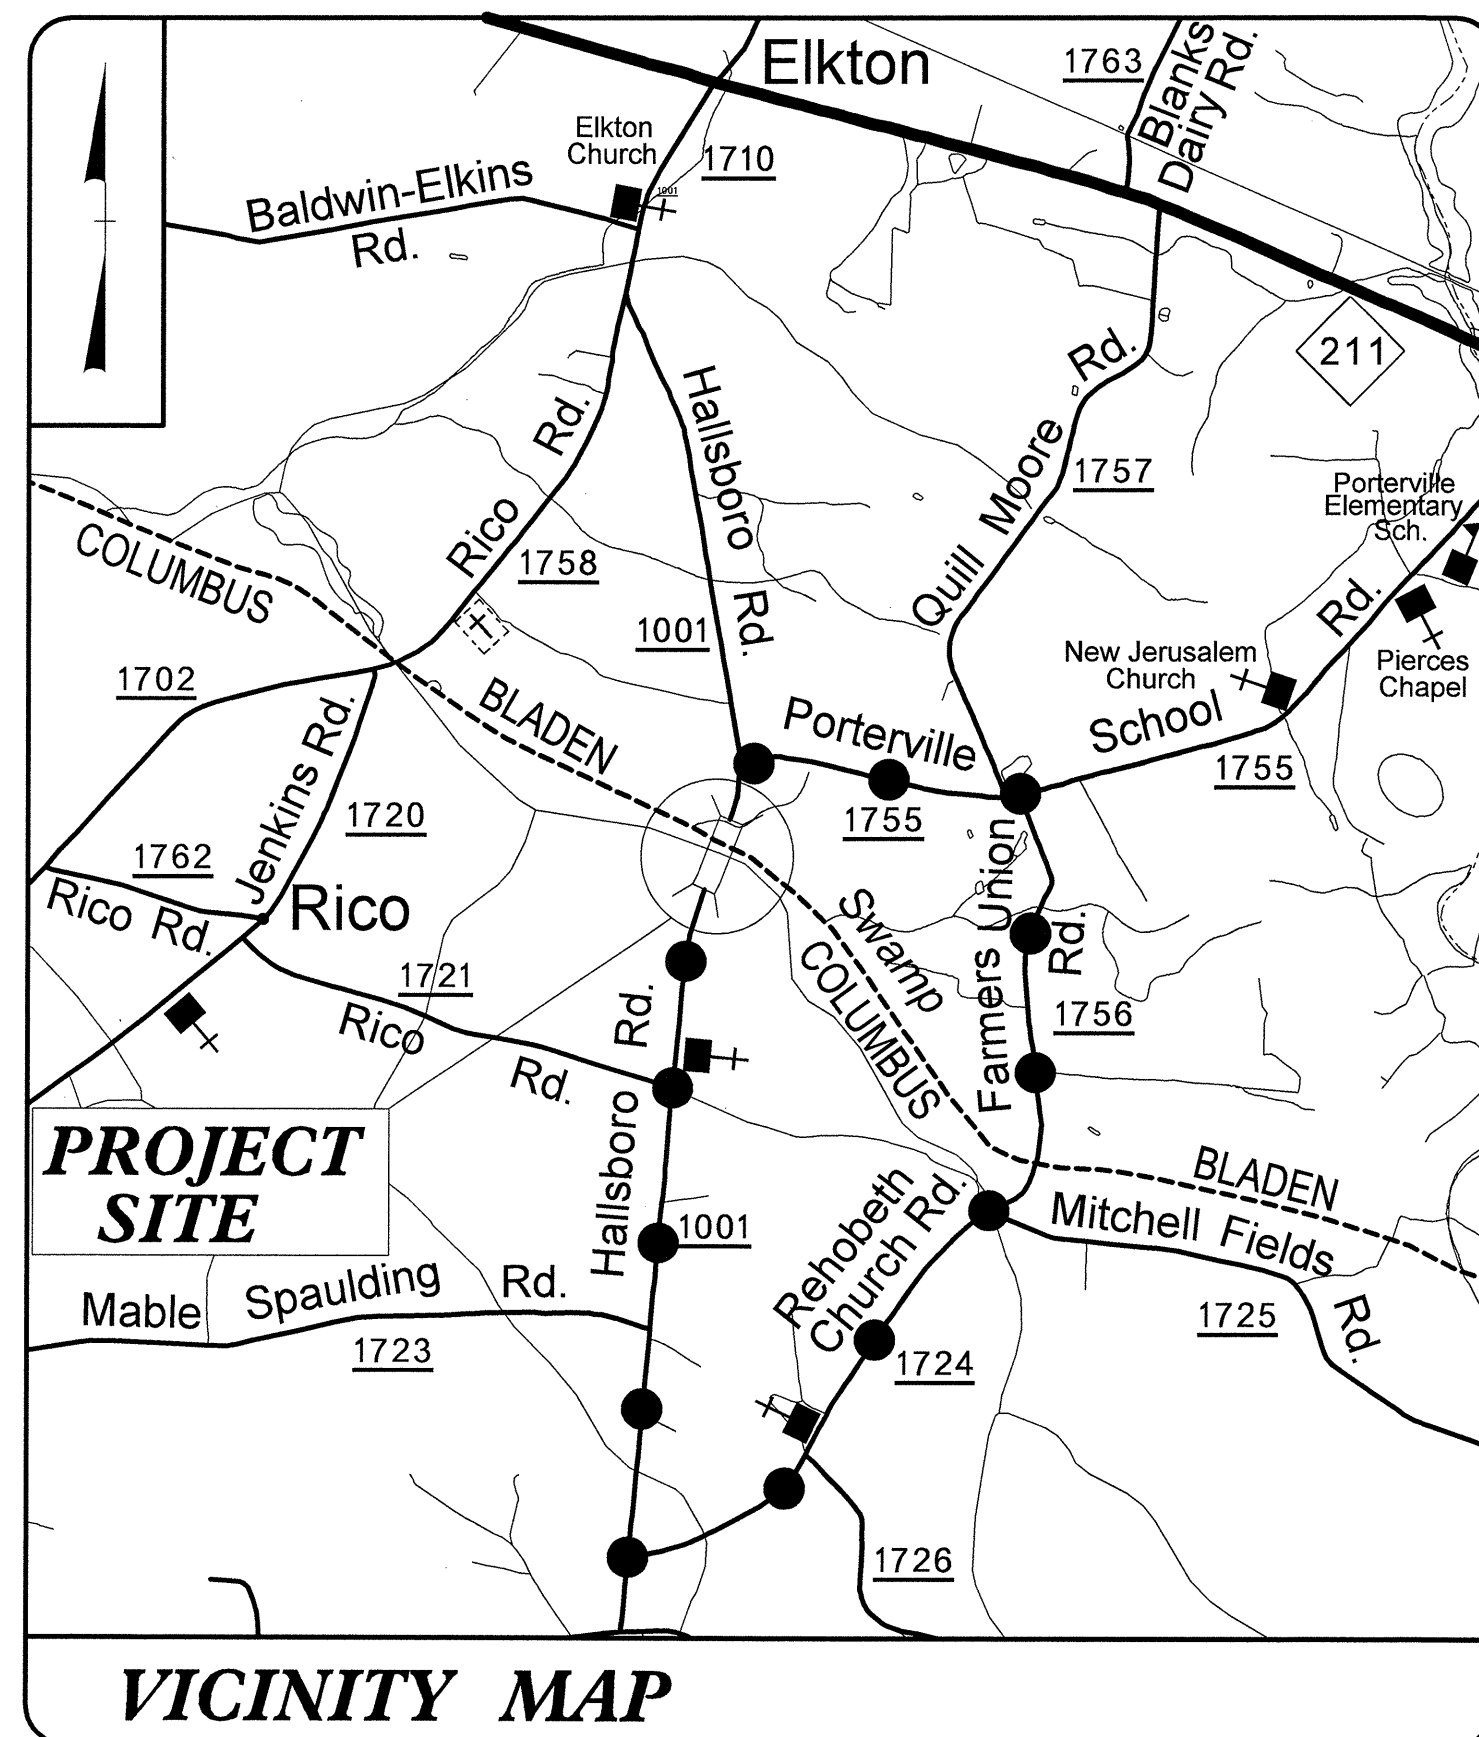 Elkton
1763
Blanks
Dairy Rd.
Elkton
Church
1710
1001
Baldwin-Elkins
Rd.
211
Rd.
Hallsboro
Rd.
Quill Moore
Rd.
1757
Rico
1758
Porterville
Elementary
Sch.
COLUMBUS
1001
Rd.
Rd.
New Jerusalem
Church
Pierces
Chapel
1702
BLADEN
Porterville
School
1755
1755
Jenkins Rd.
1720
1762
Rico Rd.
Rico
Swamp
COLUMBUS
Farmers Union
Rd.
1756
1721
Rico
Rd.
Hallsboro
Rd.
PROJECT
SITE
1001
BLADEN
Mitchell Fields
Rd.
1725
Rehobeth
Church Rd.
1724
Mable Spaulding Rd.
1723
1726
VICINITY MAP